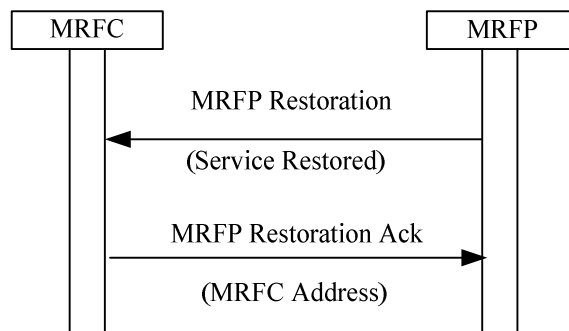 MRFC
MRFP
MRFP Restoration
(Service Restored)
MRFP Restoration Ack
(MRFC Address)